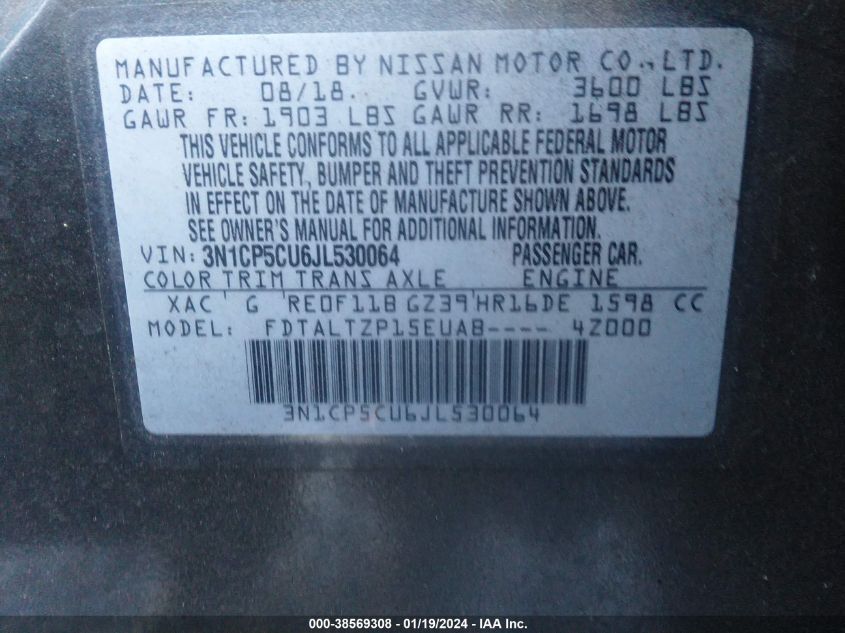 MANUFACTURED BY NISSAN MOTOR CO., LTD.
DATE: 08/18. GVWR: 3600 LBS
GAWR FR: 1903 LBS GAWR RR: 1698 LBS
THIS VEHICLE CONFORMS TO ALL APPLICABLE FEDERAL MOTOR
VEHICLE SAFETY, BUMPER AND THEFT PREVENTION STANDARDS
IN EFFECT ON THE DATE OF MANUFACTURE SHOWN ABOVE.
SEE OWNER'S MANUAL FOR ADDITIONAL INFORMATION.
VIN: 3N1CP5CU6JL530064 PASSENGER CAR.
COLOR TRIM TRANS AXLE ENGINE
XAC G RE0F11B GZ39 HR16DE 1598 CC
MODEL: FDTALTZP15EUAB---- 4Z000
3N1CP5CU6JL530064
000-38569308 - 01/19/2024 - IAA Inc.